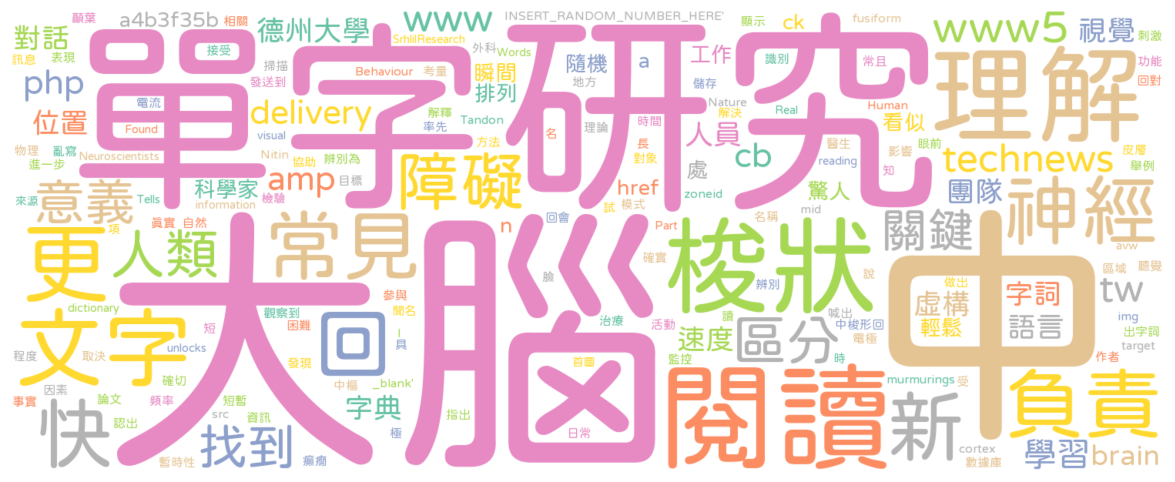 顛葉
相關
a4b3f35b
德州大學
www
INSERT_RANDOM_NUMBER_HERE'
顯示
ck
fusiform
www5
視覺
刺激
對話
訊息
表現
接受
SrhlilResearch
外科
Words
隨機
a
工作
識別
常且
功能
回對
php
掃描
發送到
Behaviour
考量
瞬間
排列
地方
儲存
Nature
解決
Real
Human
看似
理解
單字研究
電流
delivery
解釋
率先
Tandon
位置
Found
名
理論
時間
長
人員
醫生
影響
眼前
皮層
物理
亂寫
進一步
Neuroscientists
visual
Nitin
協助
辨別為
方法
對象
cb
reading
technews
舉例
障礙
目標
意義
科學家
amp
試
模式
href
處
zoneid
驚人
知
團隊
神經
來源
Tells
information
檢驗
項
真實
自然
n
回會
名稱
mid
Part
關鍵
更
人類
常見
確實
avw
臉
梭狀
說
區域
聽覺
大腦
中
辨別
做出
tw
dictionary
觀察到
參與
聞名
虛構
字詞
img
文字
短
困難
回
具
治療
活動
讀
喊出
中梭形回
輕鬆
語言
出字詞
unlocks
速度
區分
電極
target
程度
取決
發現
監控
時
作者
首圖
因素
確切
中樞
_blank'
閱讀
murmurings
受
負責
事實
論文
頻率
短暫
字典
指出
極
快
src
資訊
認出
新
找到
日常
cortex
學習
brain
暫時性
癲癇
數據庫